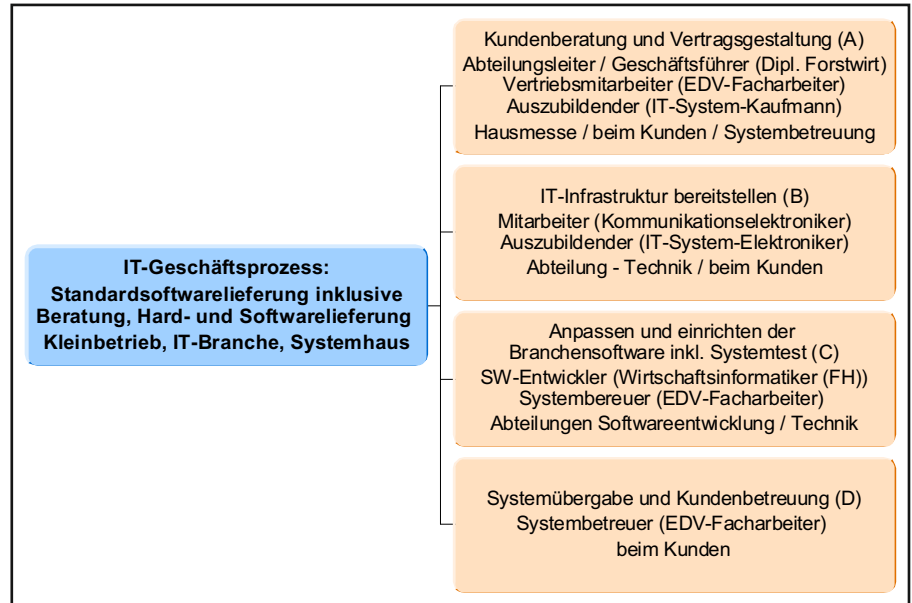 Kundenberatung und Vertragsgestaltung (A)
Abteilungsleiter / Geschäftsführer (Dipl. Forstwirt)
Vertriebsmitarbeiter (EDV-Facharbeiter)
Auszubildender (IT-System-Kaufmann)
Hausmesse / beim Kunden / Systembetreuung
IT-Infrastruktur bereitstellen (B)
Mitarbeiter (Kommunikationselektroniker)
Auszubildender (IT-System-Elektroniker)
Abteilung - Technik / beim Kunden
IT-Geschäftsprozess:
Standardsoftwarelieferung inklusive
Beratung, Hard- und Softwarelieferung
Kleinbetrieb, IT-Branche, Systemhaus
Anpassen und einrichten der
Branchensoftware inkl. Systemtest (C)
SW-Entwickler (Wirtschaftsinformatiker (FH))
Systembereuer (EDV-Facharbeiter)
Abteilungen Softwareentwicklung / Technik
Systemübergabe und Kundenbetreuung (D)
Systembetreuer (EDV-Facharbeiter)
beim Kunden